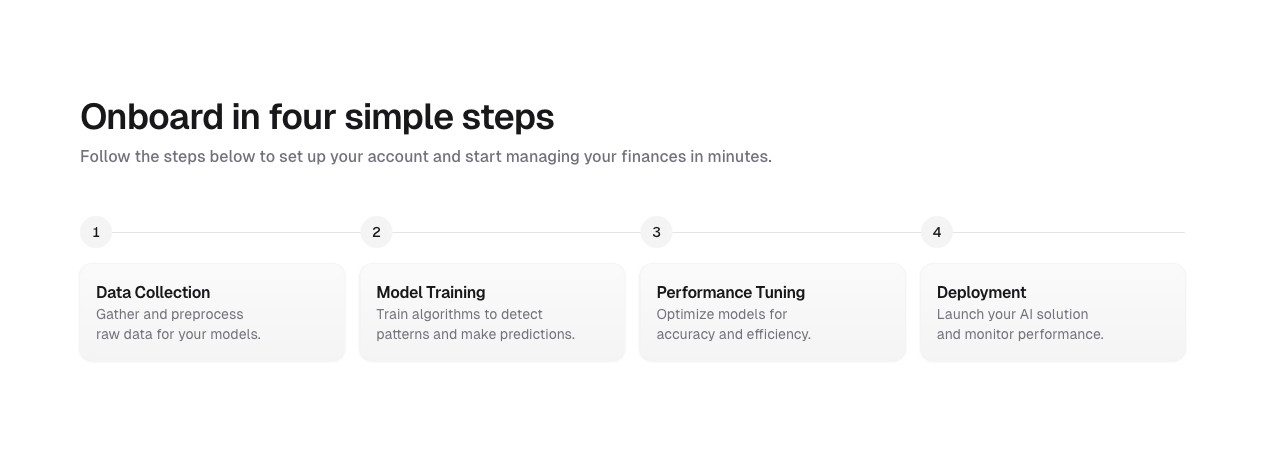 Onboard in four simple steps
Follow the steps below to set up your account and start managing your finances in minutes.
1
2
3
4
Data Collection
Gather and preprocess
raw data for your models.
Model Training
Train algorithms to detect
patterns and make predictions.
Performance Tuning
Optimize models for
accuracy and efficiency.
Deployment
Launch your AI solution
and monitor performance.